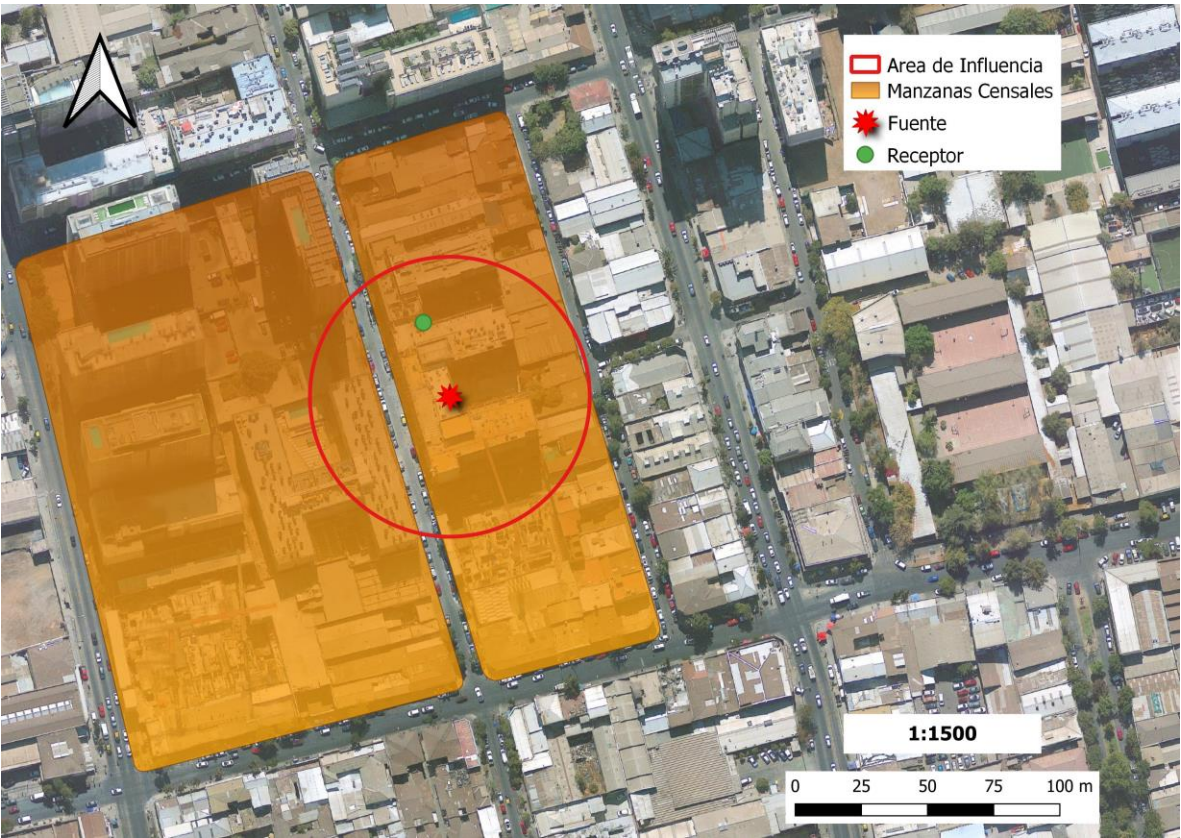 Area de Influencia
Manzanas Censales
Fuente
Receptor
1:1500
0 25 50 75 100 m